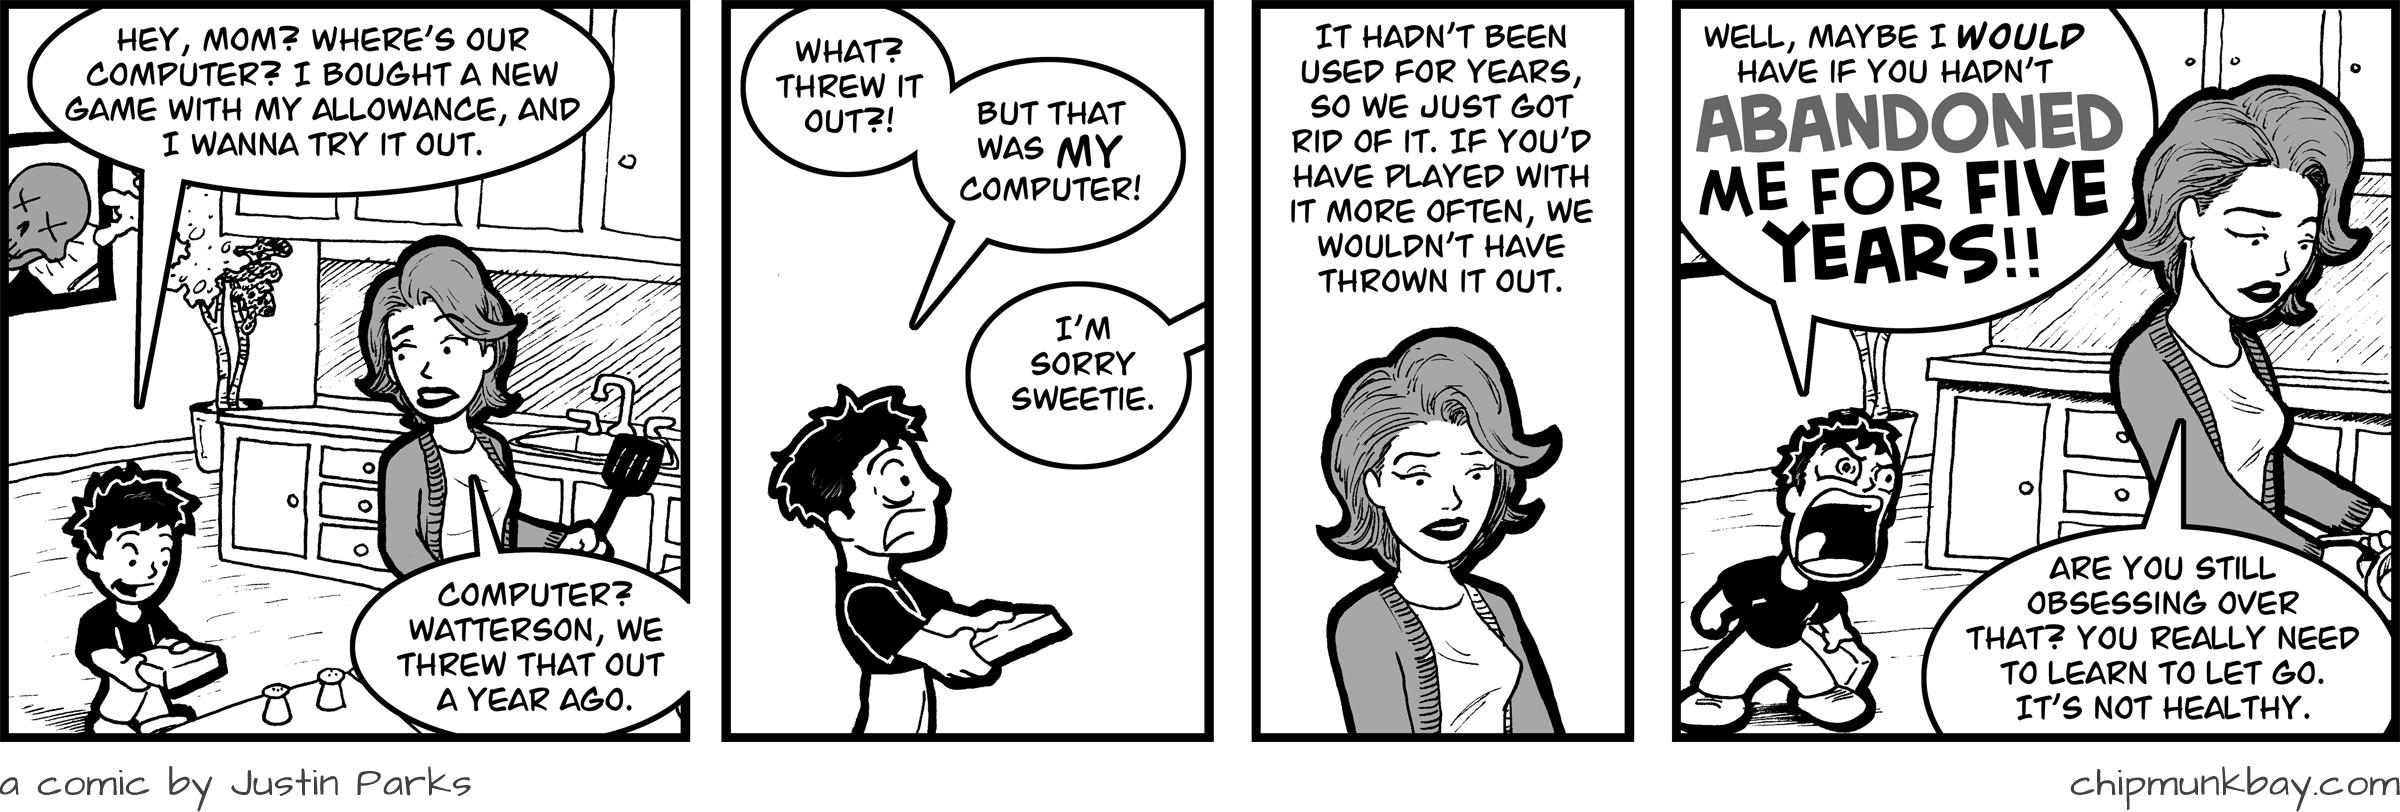 HEY, MOM? WHERE'S OUR
COMPUTER? I BOUGHT A NEW
GAME WITH MY ALLOWANCE, AND
I WANNA TRY IT OUT.
COMPUTER?
WATTERSON, WE
THREW THAT OUT
A YEAR AGO.
WHAT?
THREW IT
OUT?!
BUT THAT
WAS MY
COMPUTER!
I'M
SORRY
SWEETIE.
IT HADN'T BEEN
USED FOR YEARS,
SO WE JUST GOT
RID OF IT. IF YOU'D
HAVE PLAYED WITH
IT MORE OFTEN, WE
WOULDN'T HAVE
THROWN IT OUT.
WELL, MAYBE I WOULD
HAVE IF YOU HADN'T
ABANDONED
ME FOR FIVE
YEARS!!
ARE YOU STILL
OBSESSING OVER
THAT? YOU REALLY NEED
TO LEARN TO LET GO.
IT'S NOT HEALTHY.
a comic by Justin Parks
chipmunkbay.com